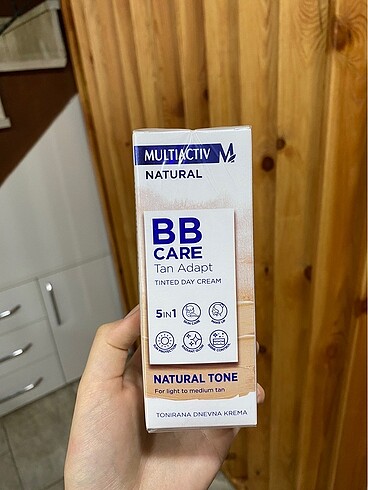 MULTIACTIV M
NATURAL
BB
CARE
Tan Adapt
TINTED DAY CREAM
5 IN 1
NATURAL TONE
For light to medium tan
TONIRANA DNEVNA KREMA